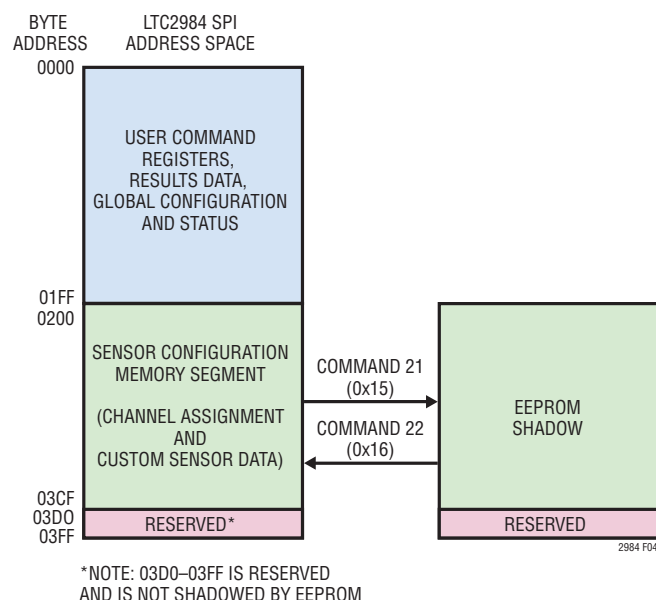 BYTE
ADDRESS
LTC2984 SPI
ADDRESS SPACE
0000
USER COMMAND
REGISTERS,
RESULTS DATA,
GLOBAL CONFIGURATION
AND STATUS
01FF
0200
SENSOR CONFIGURATION
MEMORY SEGMENT
(CHANNEL ASSIGNMENT
AND
CUSTOM SENSOR DATA)
COMMAND 21
(0x15)
COMMAND 22
(0x16)
EEPROM
SHADOW
03CF
03D0
03FF
RESERVED*
RESERVED
2984 F04
*NOTE: 03D0–03FF IS RESERVED
AND IS NOT SHADOWED BY EEPROM